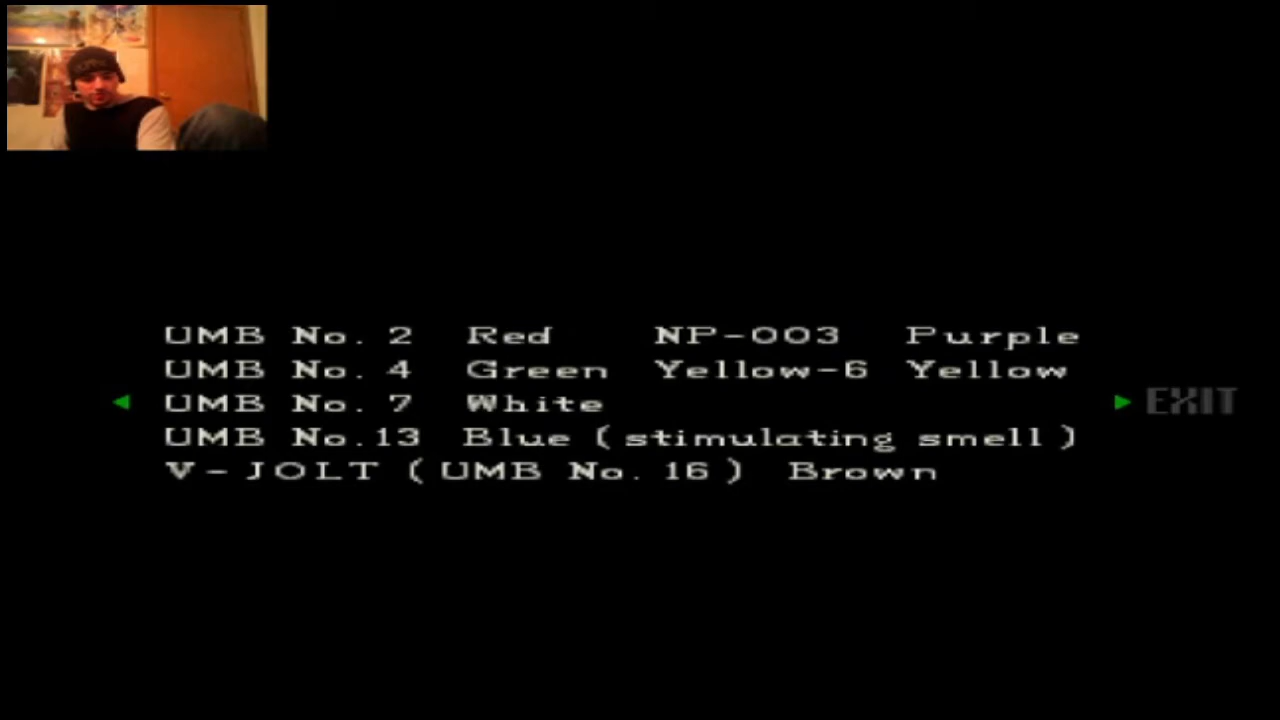 UMB No. 2 Red NP-003 Purple
UMB No. 4 Green Yellow-6 Yellow
UMB No. 7 White
EXIT
UMB No.13 Blue (stimulating smell)
V-JOLT (UMB No. 16) Brown